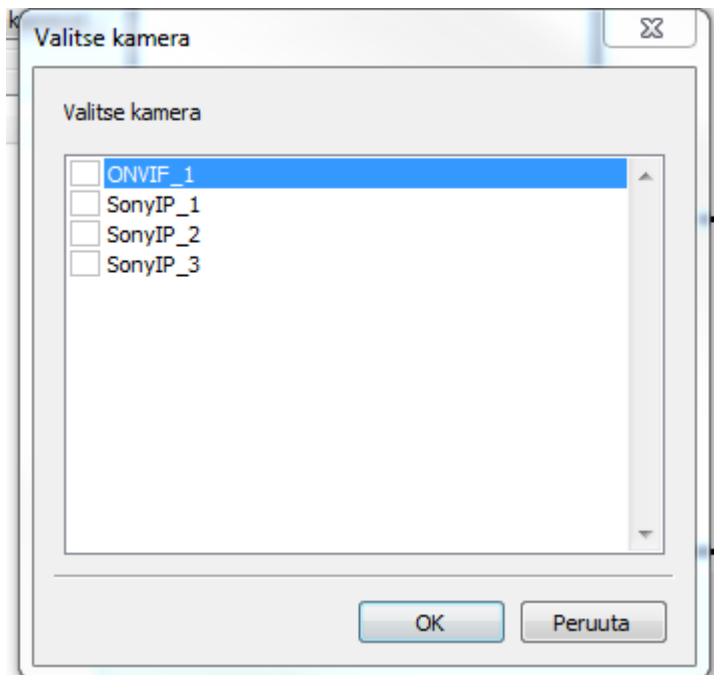 Valitse kamera
Valitse kamera
ONVIF_1
SonyIP_1
SonyIP_2
SonyIP_3
OK
Peruuta